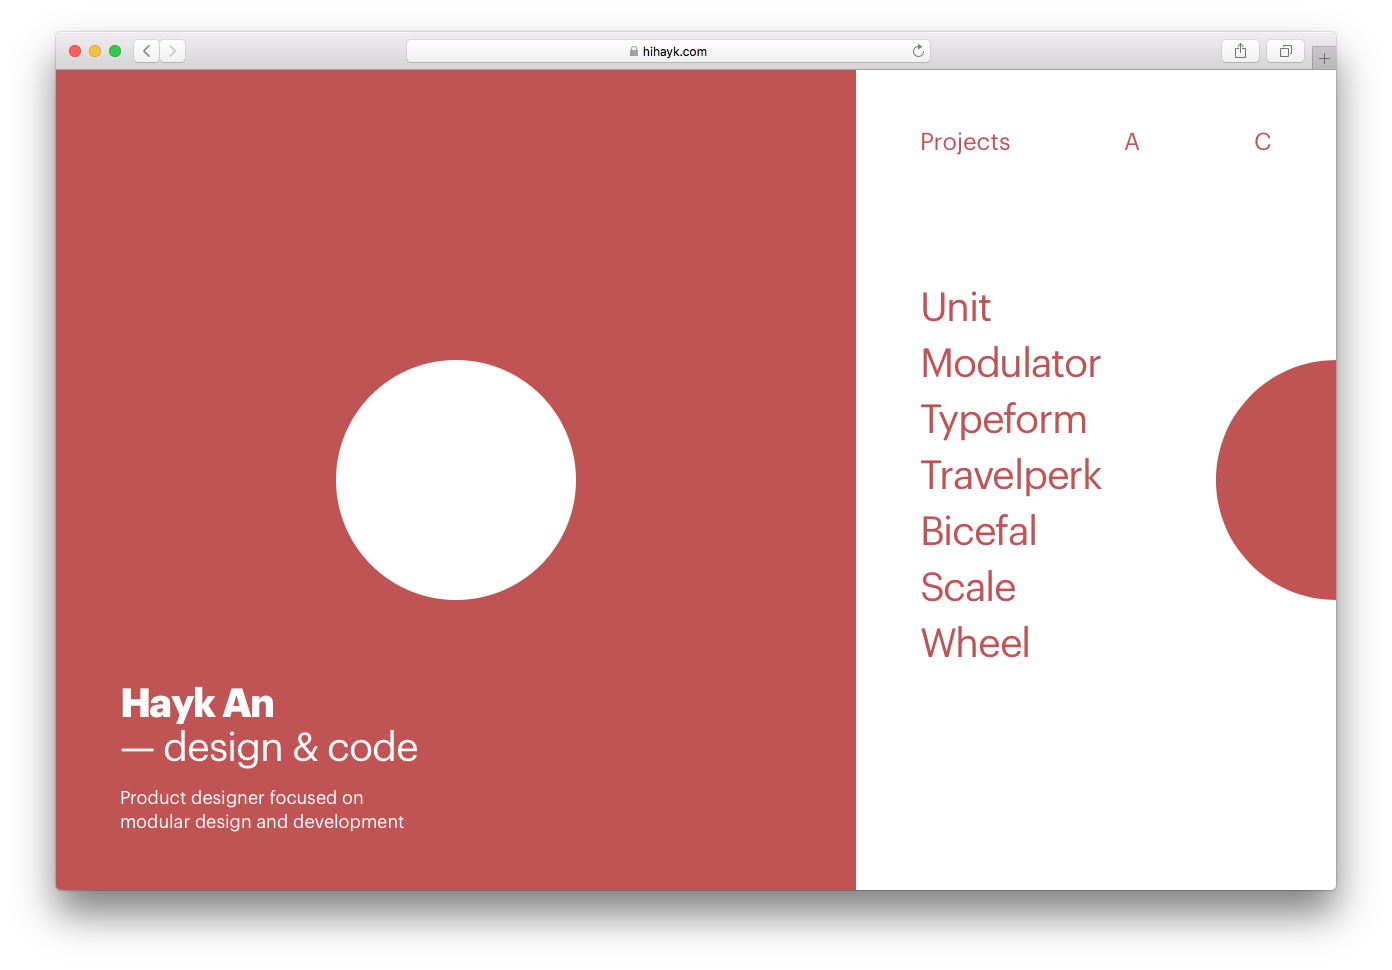 hihayk.com
Projects A C
Unit
Modulator
Typeform
Travelperk
Bicefal
Scale
Wheel
Hayk An
— design & code
Product designer focused on
modular design and development